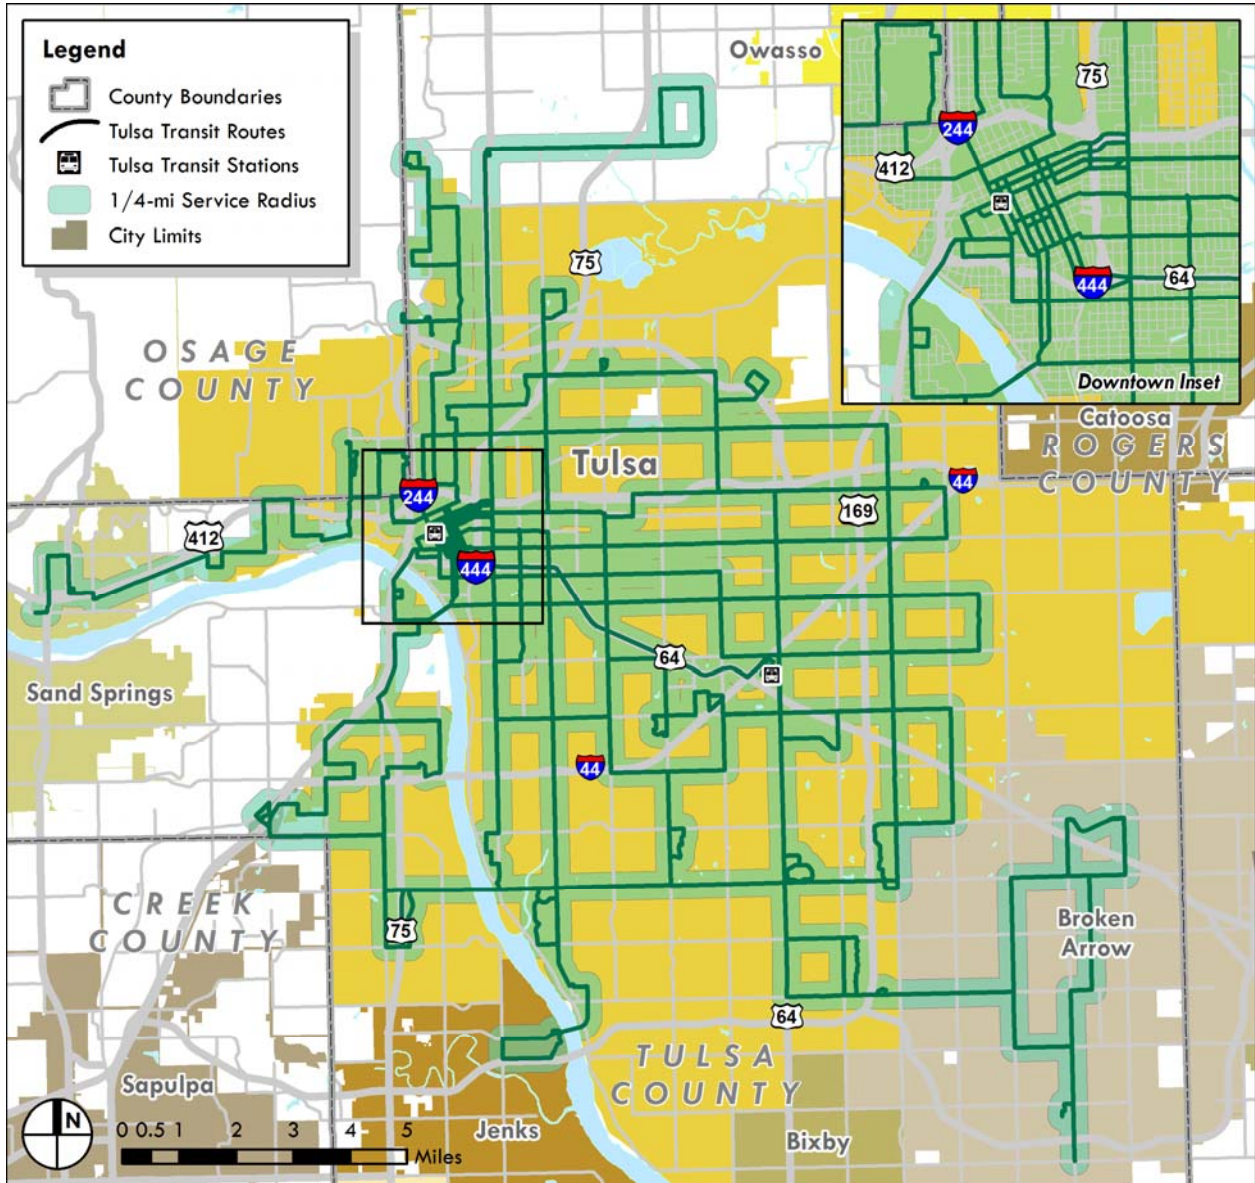 Legend
County Boundaries
Tulsa Transit Routes
Tulsa Transit Stations
1/4-mi Service Radius
City Limits
Owasso
75
244
412
444
64
Downtown Inset
75
OSAGE
COUNTY
Catoosa
ROGERS
COUNTY
Tulsa
244
44
169
412
444
64
Sand Springs
44
CREEK
COUNTY
75
Broken
Arrow
64
TULSA
COUNTY
Sapulpa
Jenks
Bixby
N
0 0.5 1 2 3 4 5
Miles